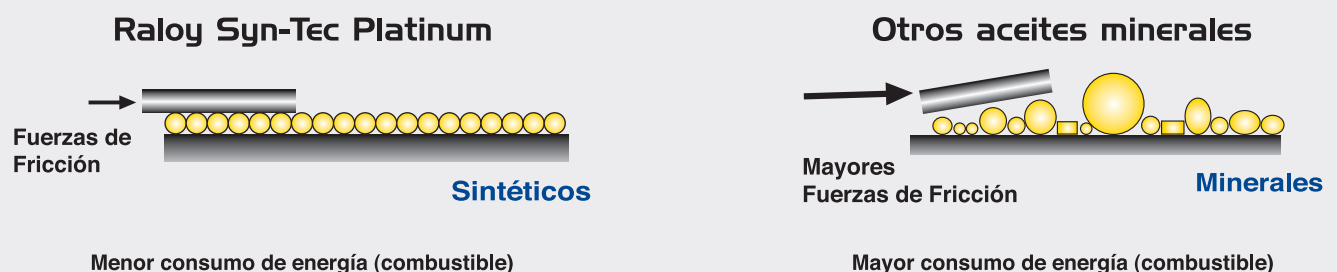 Raloy Syn-Tec Platinum
Fuerzas de
Fricción
Sintéticos
Menor consumo de energía (combustible)
Otros aceites minerales
Mayores
Fuerzas de Fricción
Minerales
Mayor consumo de energía (combustible)